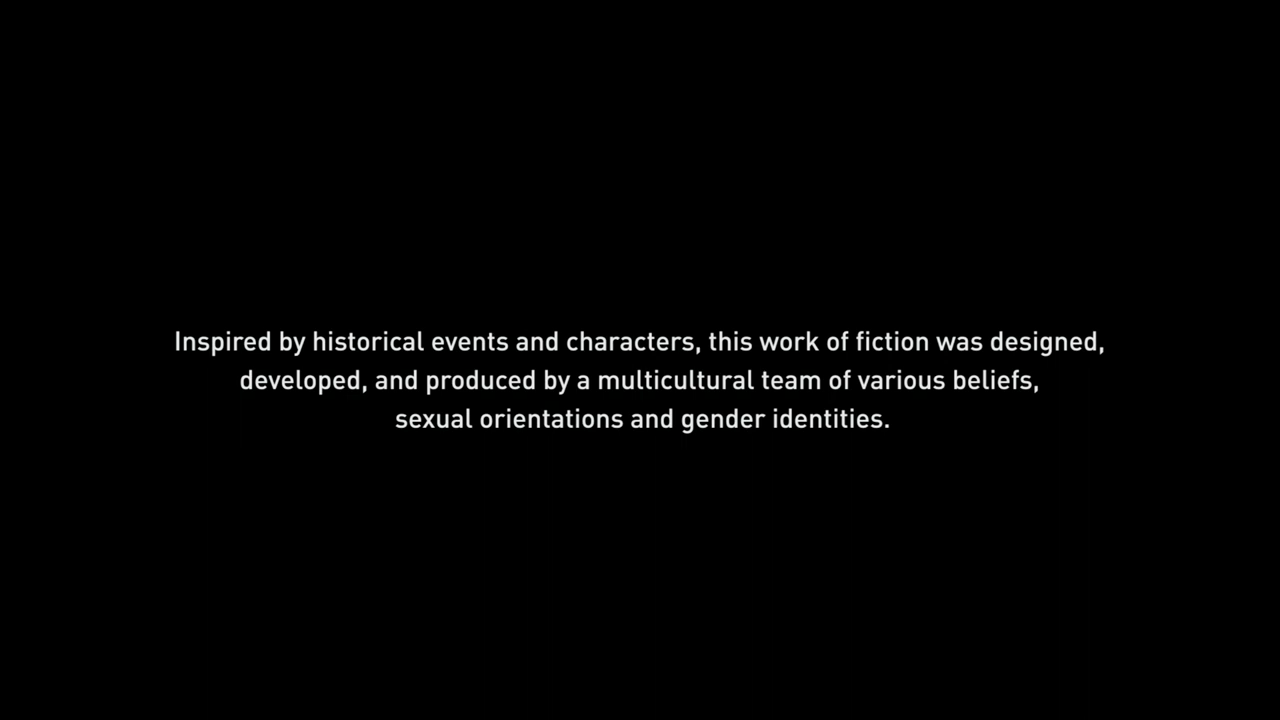 Inspired by historical events and characters, this work of fiction was designed,
developed, and produced by a multicultural team of various beliefs,
sexual orientations and gender identities.